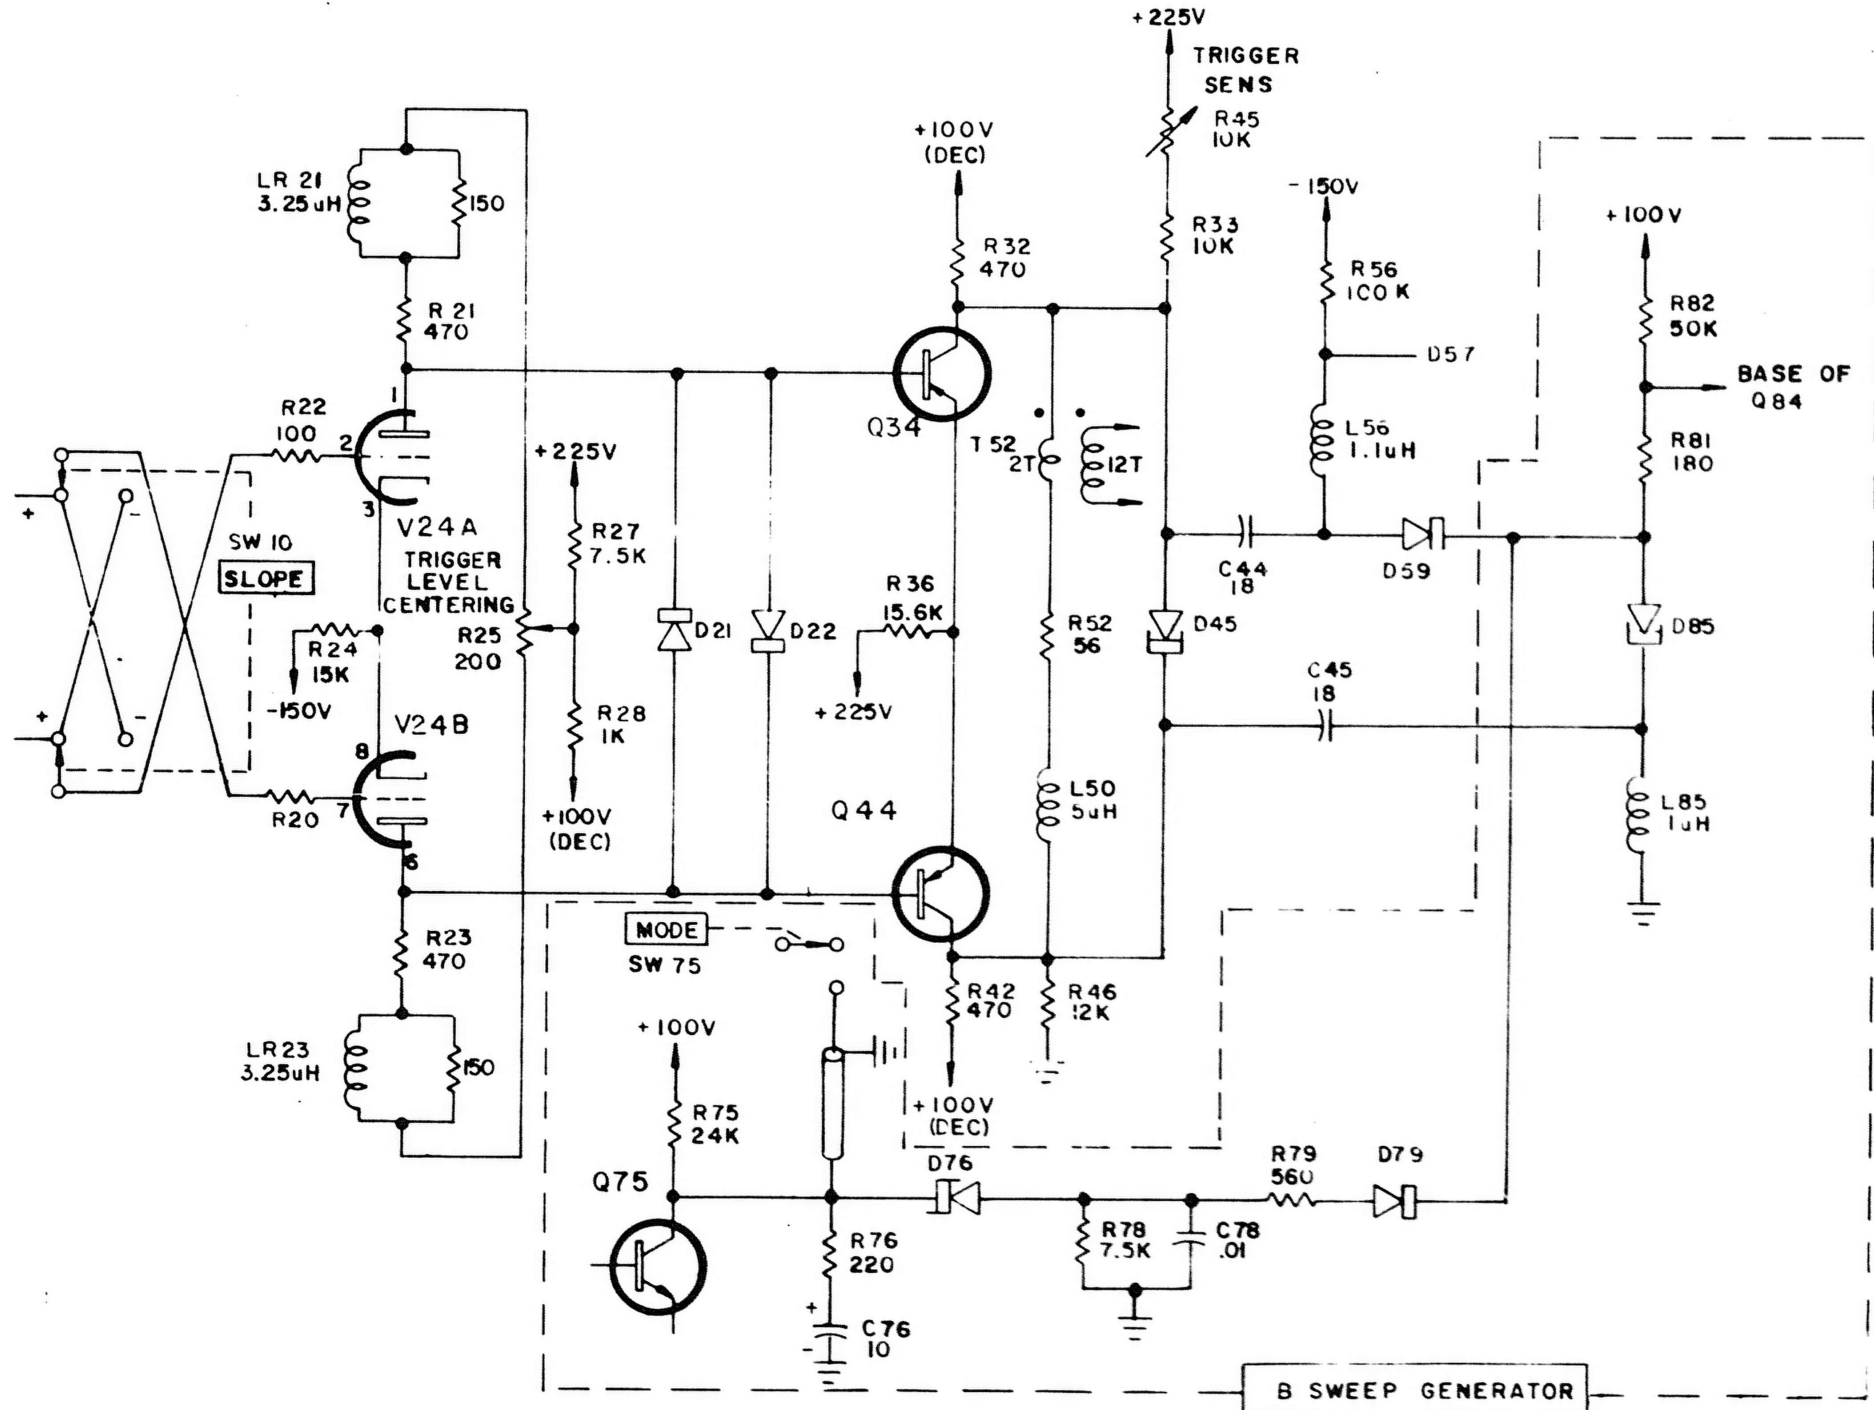 +225V
TRIGGER
SENS
R45
10K
+100V
(DEC)
LR 21
3.25uH
150
-150V
+100V
R33
10K
R32
470
R56
100K
R21
470
R82
50K
D57
BASE OF
Q84
1
R22
100
2
Q34
T52
2T
12T
L56
1.1uH
R81
180
+225V
3
V24A
+
-
SW 10
SLOPE
TRIGGER
LEVEL
CENTERING
R25
200
R27
7.5K
C44
18
D59
R36
15.6K
D21
D22
R52
56
D45
D85
R24
15K
-150V
C45
18
+225V
+
-
V24B
R28
1K
8
7
R20
6
+100V
(DEC)
Q44
L50
5uH
L85
1uH
R23
470
MODE
SW 75
R42
470
R46
12K
LR23
3.25uH
150
+100V
R75
24K
+100V
(DEC)
Q75
D76
R79
560
D79
R76
220
R78
7.5K
C78
.01
+
-
C76
10
B SWEEP GENERATOR